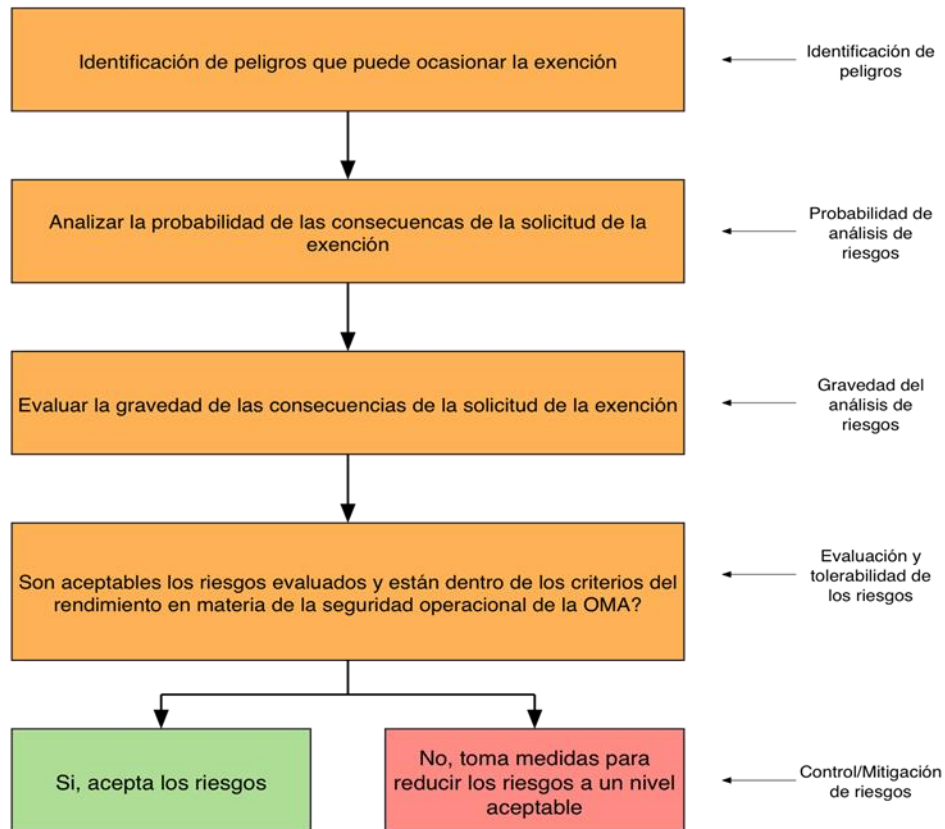 Identificación de peligros que puede ocasionar la exención
Identificación de
peligros
Analizar la probabilidad de las consecuencas de la solicitud de la
exención
Probabilidad de
análisis de
riesgos
Evaluar la gravedad de las consecuencias de la solicitud de la exención
Gravedad del
análisis de
riesgos
Son aceptables los riesgos evaluados y están dentro de los criterios del
rendimiento en materia de la seguridad operacional de la OMA?
Evaluación y
tolerabilidad de
los riesgos
Si, acepta los riesgos
No, toma medidas para
reducir los riesgos a un nivel
aceptable
Control/Mitigación
de riesgos